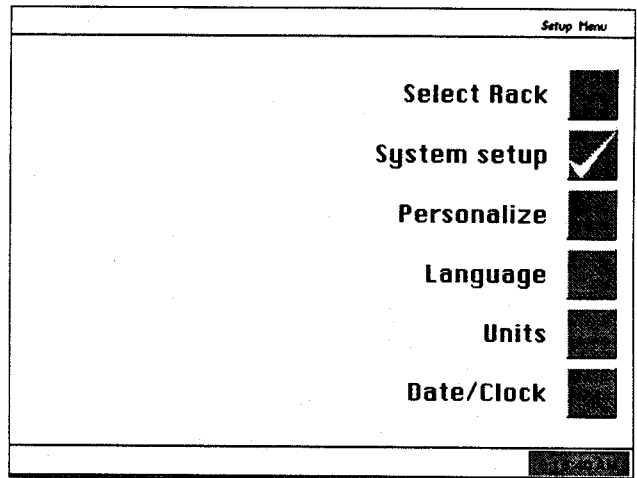 Setup Menu
Select Rack
System setup
Personalize
Language
Units
Date/Clock